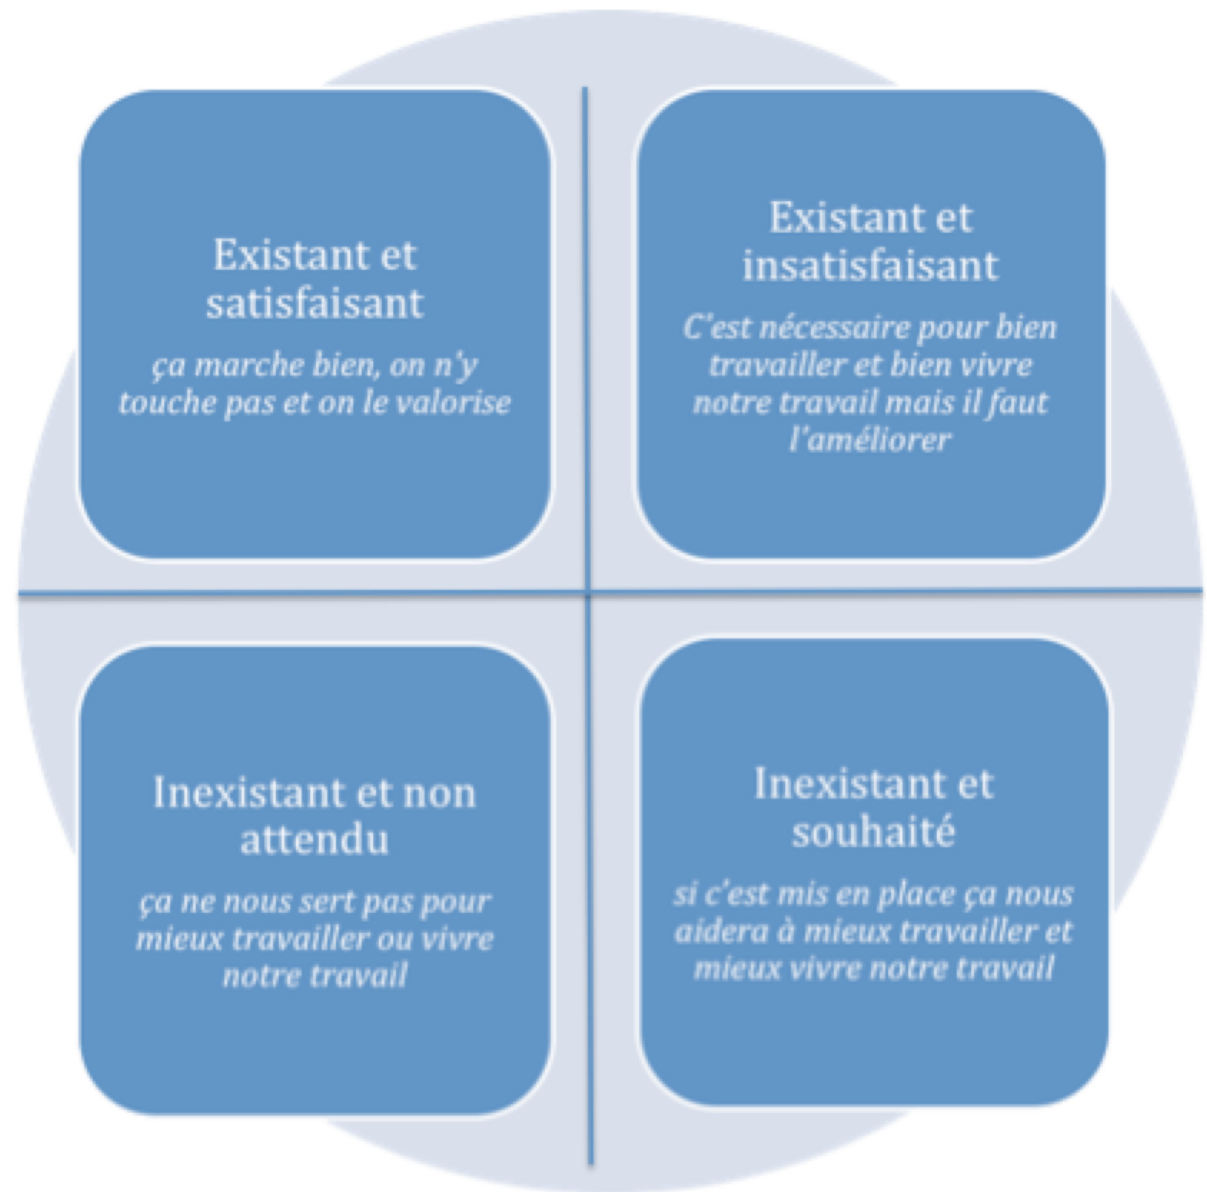 Existant et
satisfaisant
ça marche bien, on n'y
touche pas et on le valorise
Existant et
insatisfaisant
C'est nécessaire pour bien
travailler et bien vivre
notre travail mais il faut
l'améliorer
Inexistant et non
attendu
ça ne nous sert pas pour
mieux travailler ou vivre
notre travail
Inexistant et
souhaité
si c'est mis en place ça nous
aidera à mieux travailler et
mieux vivre notre travail